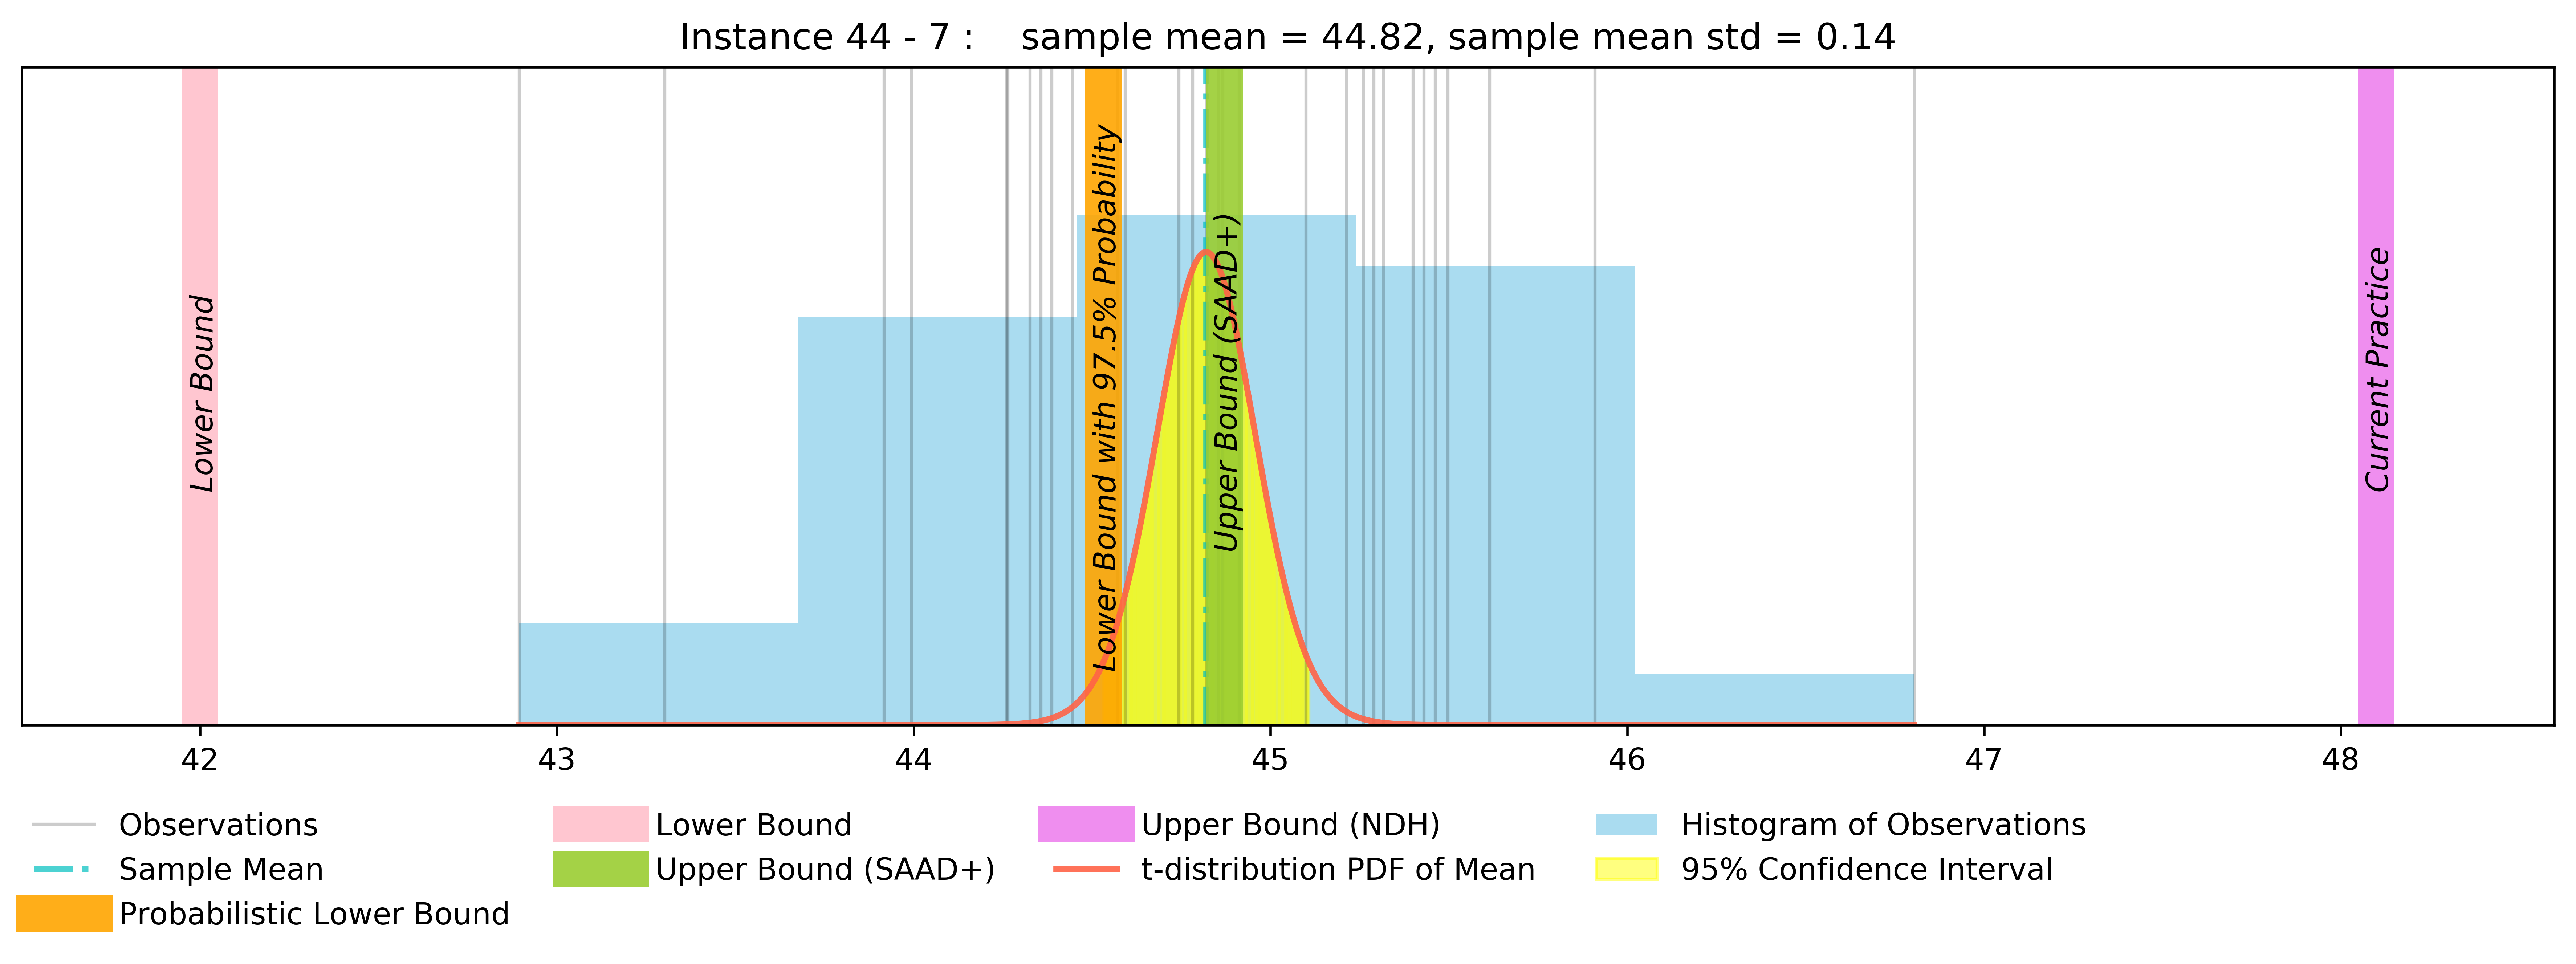 Instance 44 - 7 :    sample mean = 44.82, sample mean std = 0.14
Lower Bound
Lower Bound with 97.5% Probability
Upper Bound (SAAD+)
Current Practice
42 43 44 45 46 47 48
Observations
Sample Mean
Probabilistic Lower Bound
Lower Bound
Upper Bound (SAAD+)
Upper Bound (NDH)
t-distribution PDF of Mean
Histogram of Observations
95% Confidence Interval